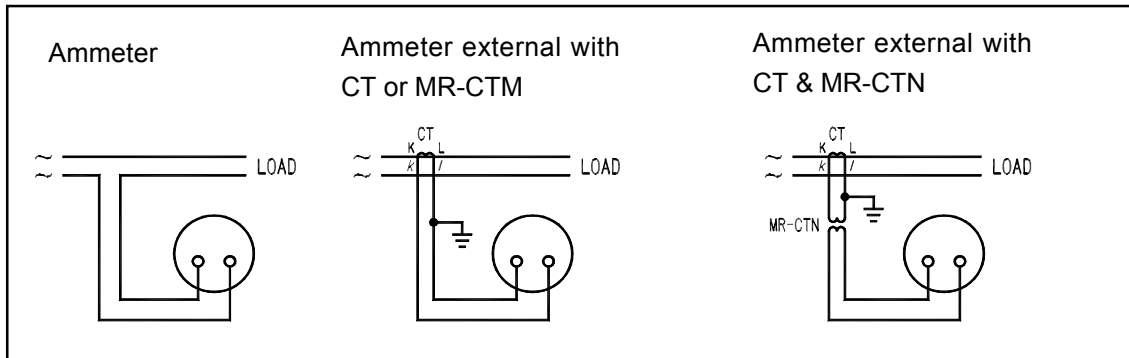 Ammeter
~
~
LOAD
Ammeter external with
CT or MR-CTM
CT
K L
k l
~
~
LOAD
Ammeter external with
CT & MR-CTN
CT
K L
k l
~
~
LOAD
MR-CTN